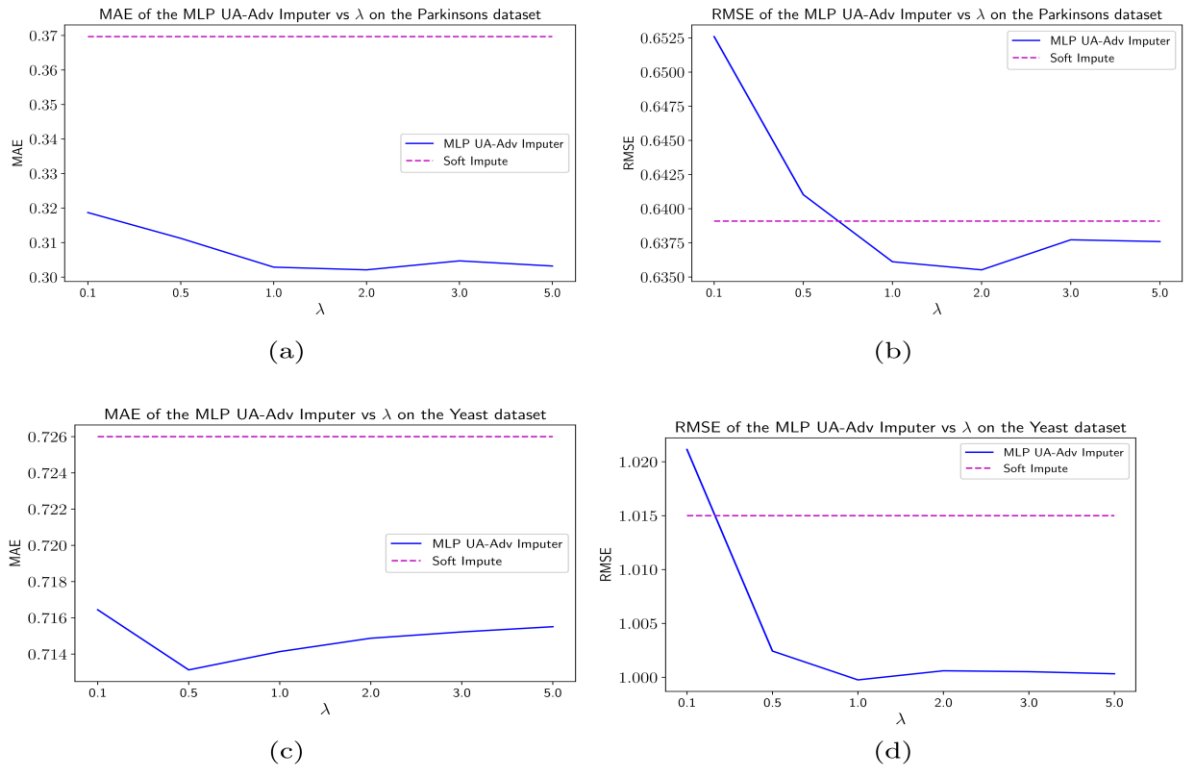 MAE of the MLP UA-Adv Imputer vs λ on the Parkinsons dataset
0.37
0.36
0.35
0.34
0.33
0.32
0.31
0.30
MAE
MLP UA-Adv Imputer
Soft Impute
0.1 0.5 1.0 2.0 3.0 5.0
λ
(a)
RMSE of the MLP UA-Adv Imputer vs λ on the Parkinsons dataset
0.6525
0.6500
0.6475
0.6450
0.6425
0.6400
0.6375
0.6350
RMSE
MLP UA-Adv Imputer
Soft Impute
0.1 0.5 1.0 2.0 3.0 5.0
λ
(b)
MAE of the MLP UA-Adv Imputer vs λ on the Yeast dataset
0.726
0.724
0.722
0.720
0.718
0.716
0.714
MAE
MLP UA-Adv Imputer
Soft Impute
0.1 0.5 1.0 2.0 3.0 5.0
λ
(c)
RMSE of the MLP UA-Adv Imputer vs λ on the Yeast dataset
1.020
1.015
1.010
1.005
1.000
RMSE
MLP UA-Adv Imputer
Soft Impute
0.1 0.5 1.0 2.0 3.0 5.0
λ
(d)